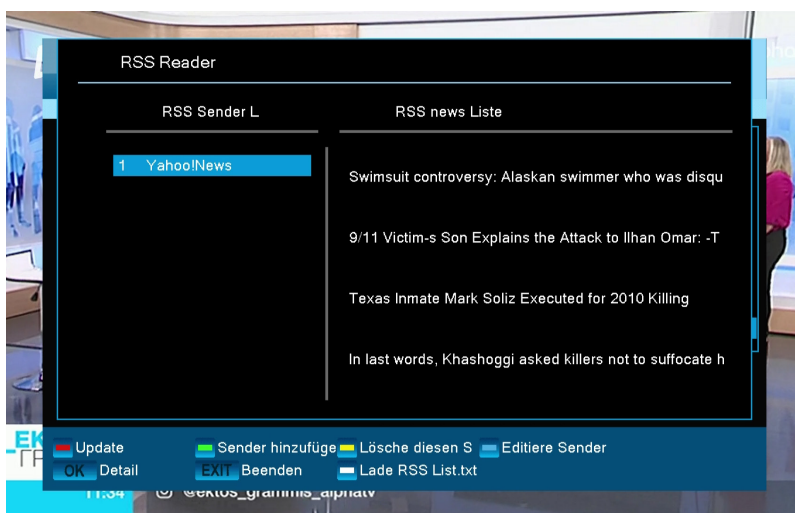 RSS Reader
RSS Sender L
RSS news Liste
1 Yahoo!News
Swimsuit controversy: Alaskan swimmer who was disqu
9/11 Victim-s Son Explains the Attack to Ilhan Omar: -T
Texas Inmate Mark Soliz Executed for 2010 Killing
In last words, Khashoggi asked killers not to suffocate h
Update
Sender hinzufüge
Lösche diesen S
Editiere Sender
OK Detail
EXIT Beenden
Lade RSS List.txt
11:34
@ektos_grammis_alphatv